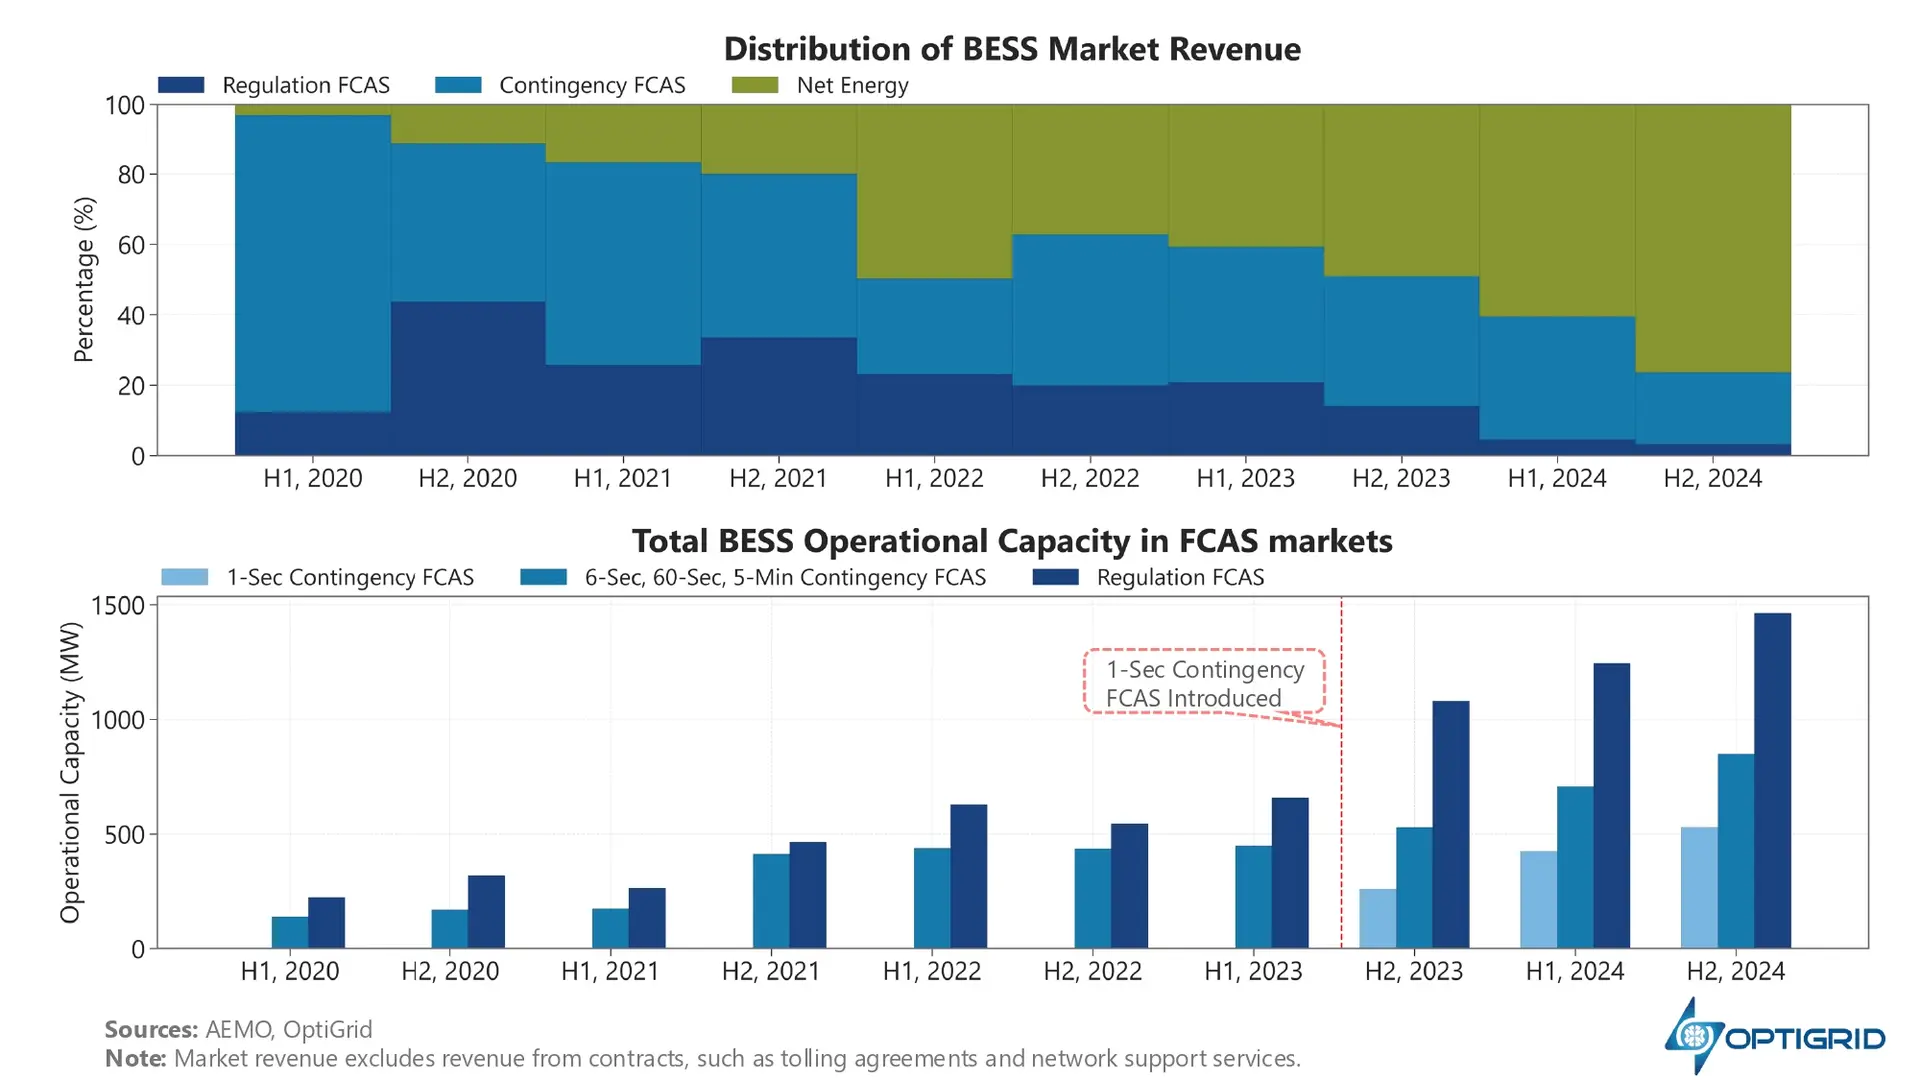 Distribution of BESS Market Revenue
Regulation FCAS Contingency FCAS Net Energy
Percentage (%)
100
80
60
40
20
0
H1, 2020 H2, 2020 H1, 2021 H2, 2021 H1, 2022 H2, 2022 H1, 2023 H2, 2023 H1, 2024 H2, 2024
Total BESS Operational Capacity in FCAS markets
1-Sec Contingency FCAS 6-Sec, 60-Sec, 5-Min Contingency FCAS Regulation FCAS
Operational Capacity (MW)
1500
1000
500
0
1-Sec Contingency
FCAS Introduced
H1, 2020 H2, 2020 H1, 2021 H2, 2021 H1, 2022 H2, 2022 H1, 2023 H2, 2023 H1, 2024 H2, 2024
Sources: AEMO, OptiGrid
Note: Market revenue excludes revenue from contracts, such as tolling agreements and network support services.
OPTIGRID